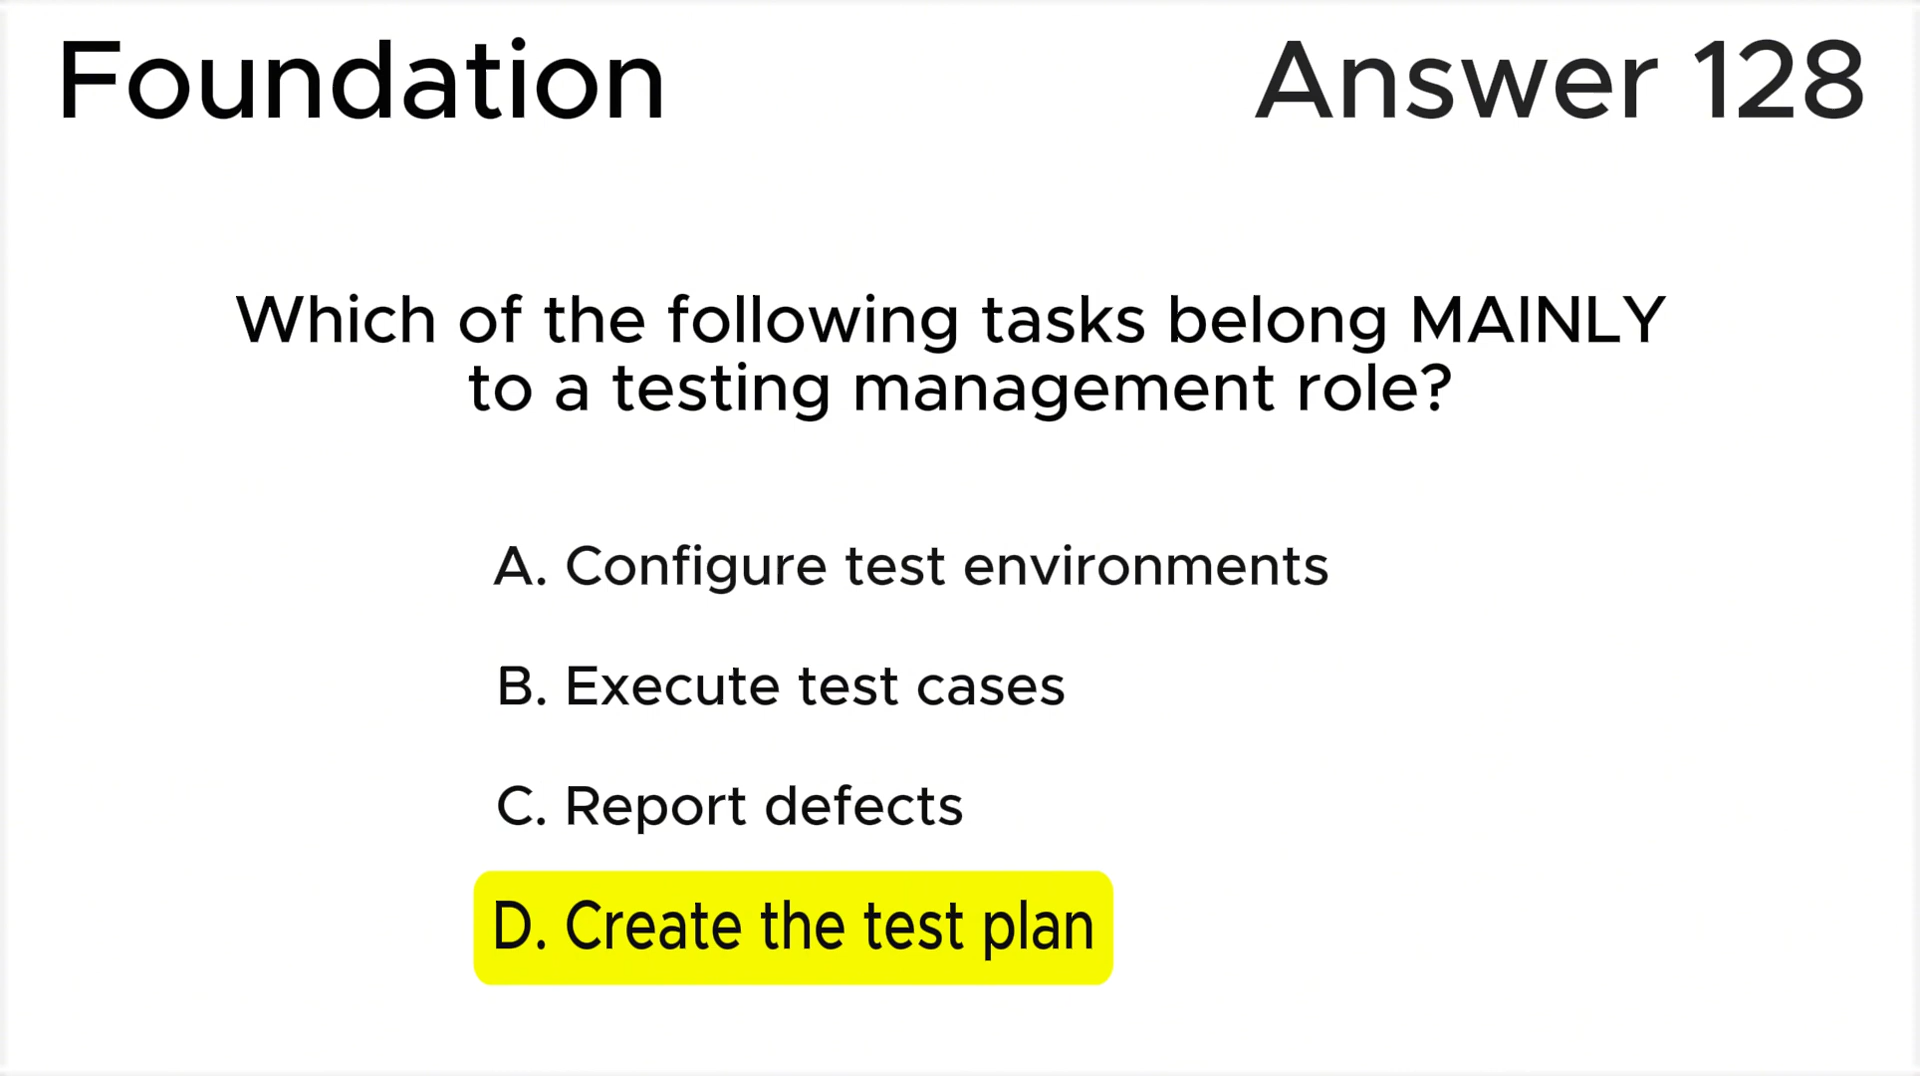 Foundation
Answer 128
Which of the following tasks belong MAINLY
to a testing management role?
A. Configure test environments
B. Execute test cases
C. Report defects
D. Create the test plan